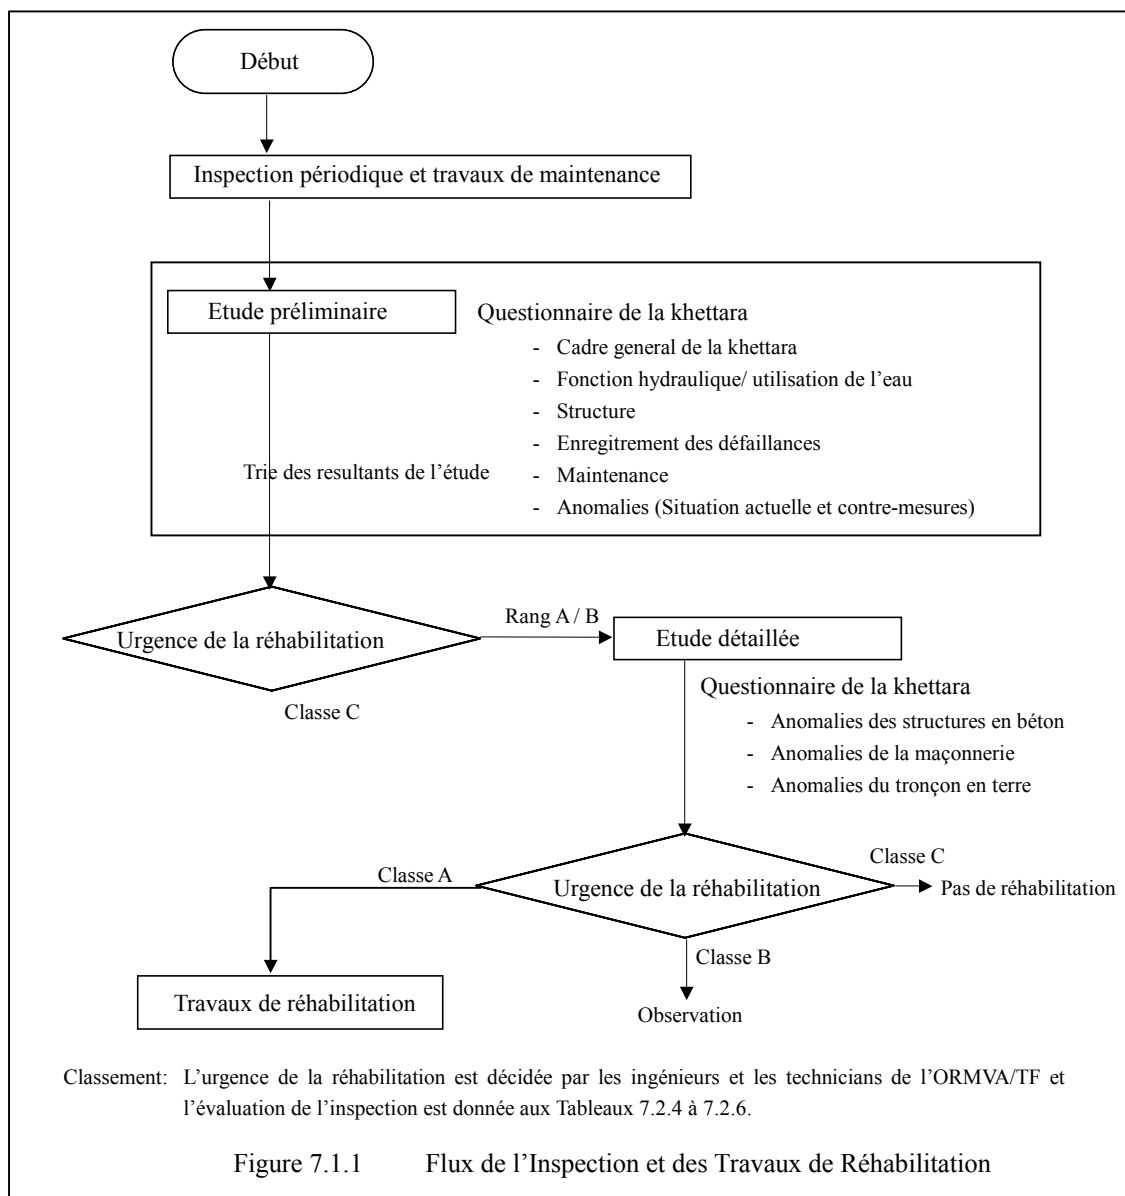 Début
Inspection périodique et travaux de maintenance
Etude préliminaire
Questionnaire de la khettara
- Cadre general de la khettara
- Fonction hydraulique/ utilisation de l'eau
- Structure
- Enregitrement des défaillances
- Maintenance
- Anomalies (Situation actuelle et contre-mesures)
Trie des resultants de l'étude
Urgence de la réhabilitation
Rang A / B
Classe C
Etude détaillée
Questionnaire de la khettara
- Anomalies des structures en béton
- Anomalies de la maçonnerie
- Anomalies du tronçon en terre
Urgence de la réhabilitation
Classe A
Classe C
Pas de réhabilitation
Classe B
Observation
Travaux de réhabilitation
Classement: L'urgence de la réhabilitation est décidée par les ingénieurs et les technicians de l'ORMVA/TF et
l'évaluation de l'inspection est donnée aux Tableaux 7.2.4 à 7.2.6.
Figure 7.1.1 Flux de l'Inspection et des Travaux de Réhabilitation